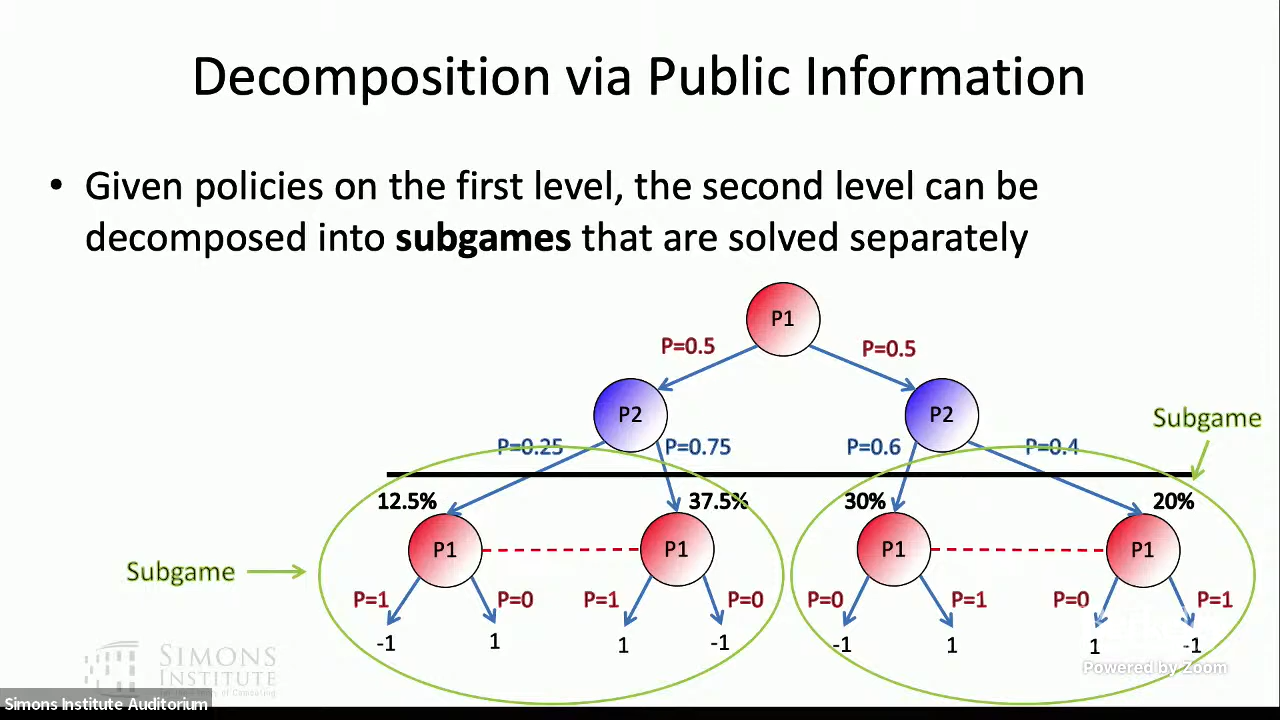 Decomposition via Public Information
• Given policies on the first level, the second level can be
decomposed into subgames that are solved separately
P1
P=0.5 P=0.5
P2 P2
Subgame
P=0.25 P=0.75 P=0.6 P=0.4
12.5% 37.5% 30% 20%
P1 P1 P1 P1
Subgame
P=1 P=0 P=1 P=0 P=0 P=1 P=0 P=1
-1 1 1 -1 -1 1 1 -1
SIMONS
INSTITUTE
Powered by Zoom
Simons Institute Auditorium